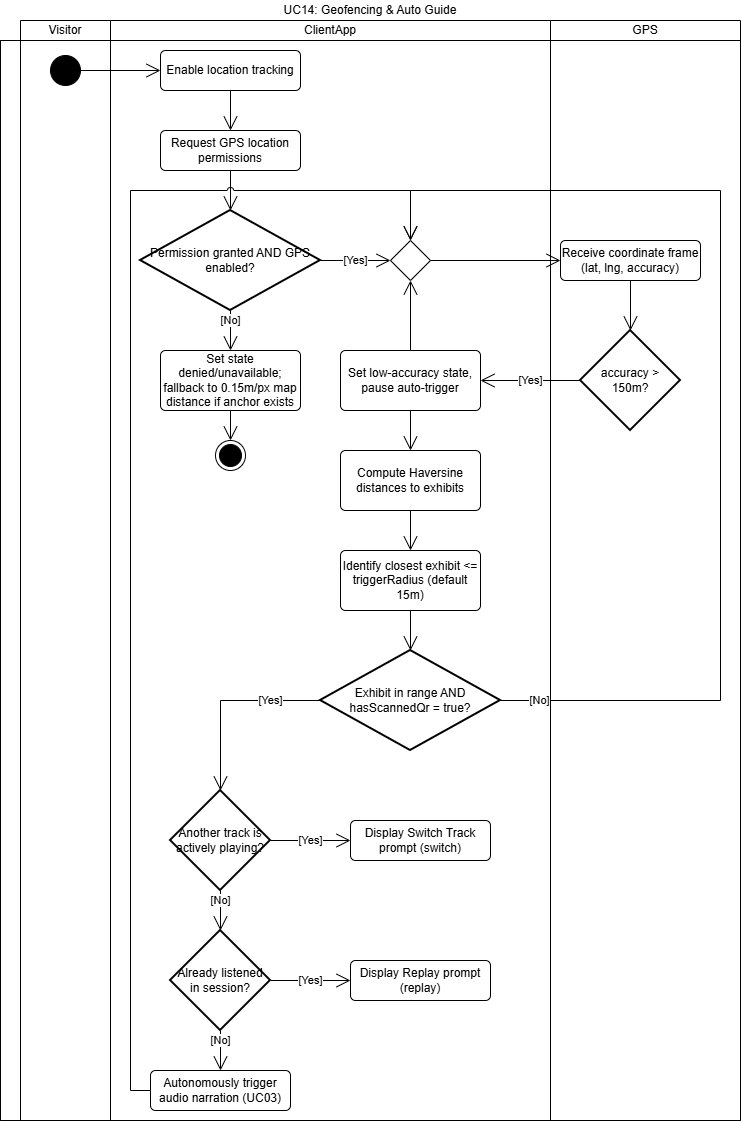 UC14: Geofencing & Auto Guide
Visitor
ClientApp
GPS
Enable location tracking
Request GPS location
permissions
Permission granted AND GPS
enabled?
[Yes]
Receive coordinate frame
(lat, lng, accuracy)
[No]
Set state
denied/unavailable;
fallback to 0.15m/px map
distance if anchor exists
Set low-accuracy state,
pause auto-trigger
[Yes]
accuracy >
150m?
Compute Haversine
distances to exhibits
Identify closest exhibit <=
triggerRadius (default
15m)
[Yes]
Exhibit in range AND
hasScannedQr = true?
[No]
Another track is
actively playing?
[Yes]
Display Switch Track
prompt (switch)
[No]
Already listened
in session?
[Yes]
Display Replay prompt
(replay)
[No]
Autonomously trigger
audio narration (UC03)